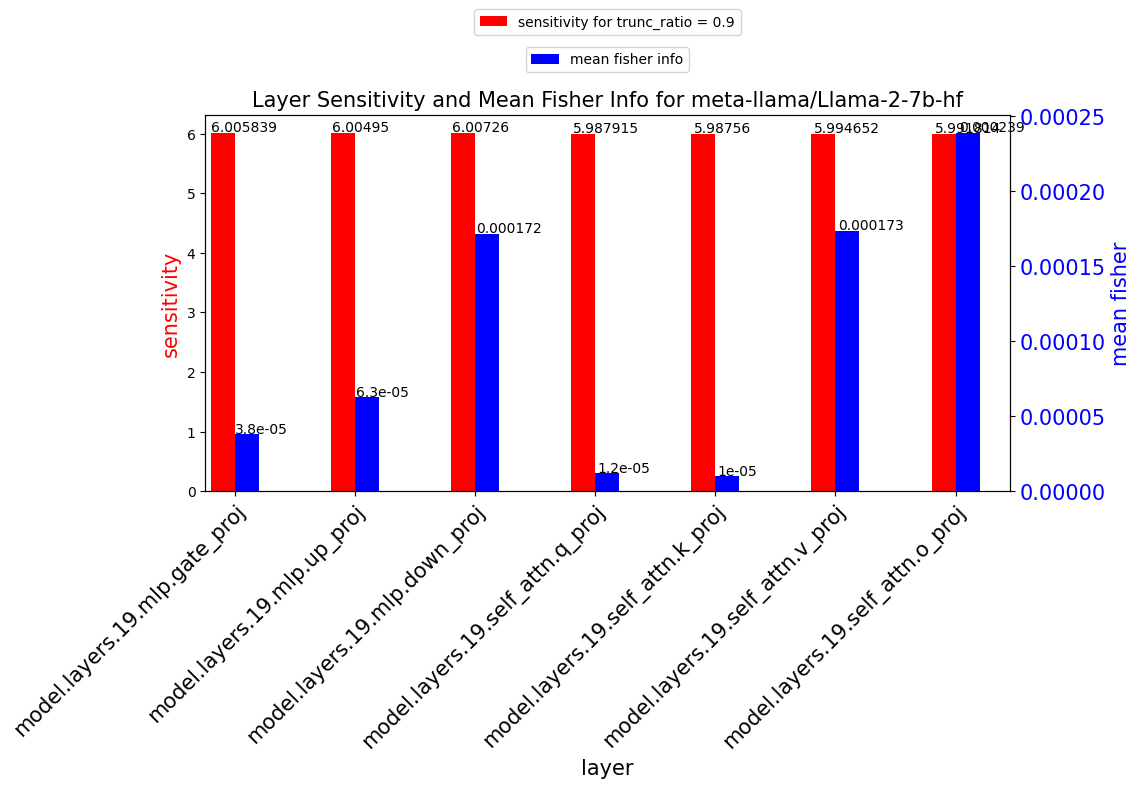 sensitivity for trunc_ratio = 0.9
mean fisher info
Layer Sensitivity and Mean Fisher Info for meta-llama/Llama-2-7b-hf
6.005839
6.00495
6.00726
5.987915
5.98756
5.994652
5.991814
0.000239
3.8e-05
6.3e-05
0.000172
1.2e-05
1e-05
0.000173
6
5
4
3
2
1
0
sensitivity
0.00025
0.00020
0.00015
0.00010
0.00005
0.00000
mean fisher
model.layers.19.mlp.gate_proj
model.layers.19.mlp.up_proj
model.layers.19.mlp.down_proj
model.layers.19.self_attn.q_proj
model.layers.19.self_attn.k_proj
model.layers.19.self_attn.v_proj
model.layers.19.self_attn.o_proj
layer